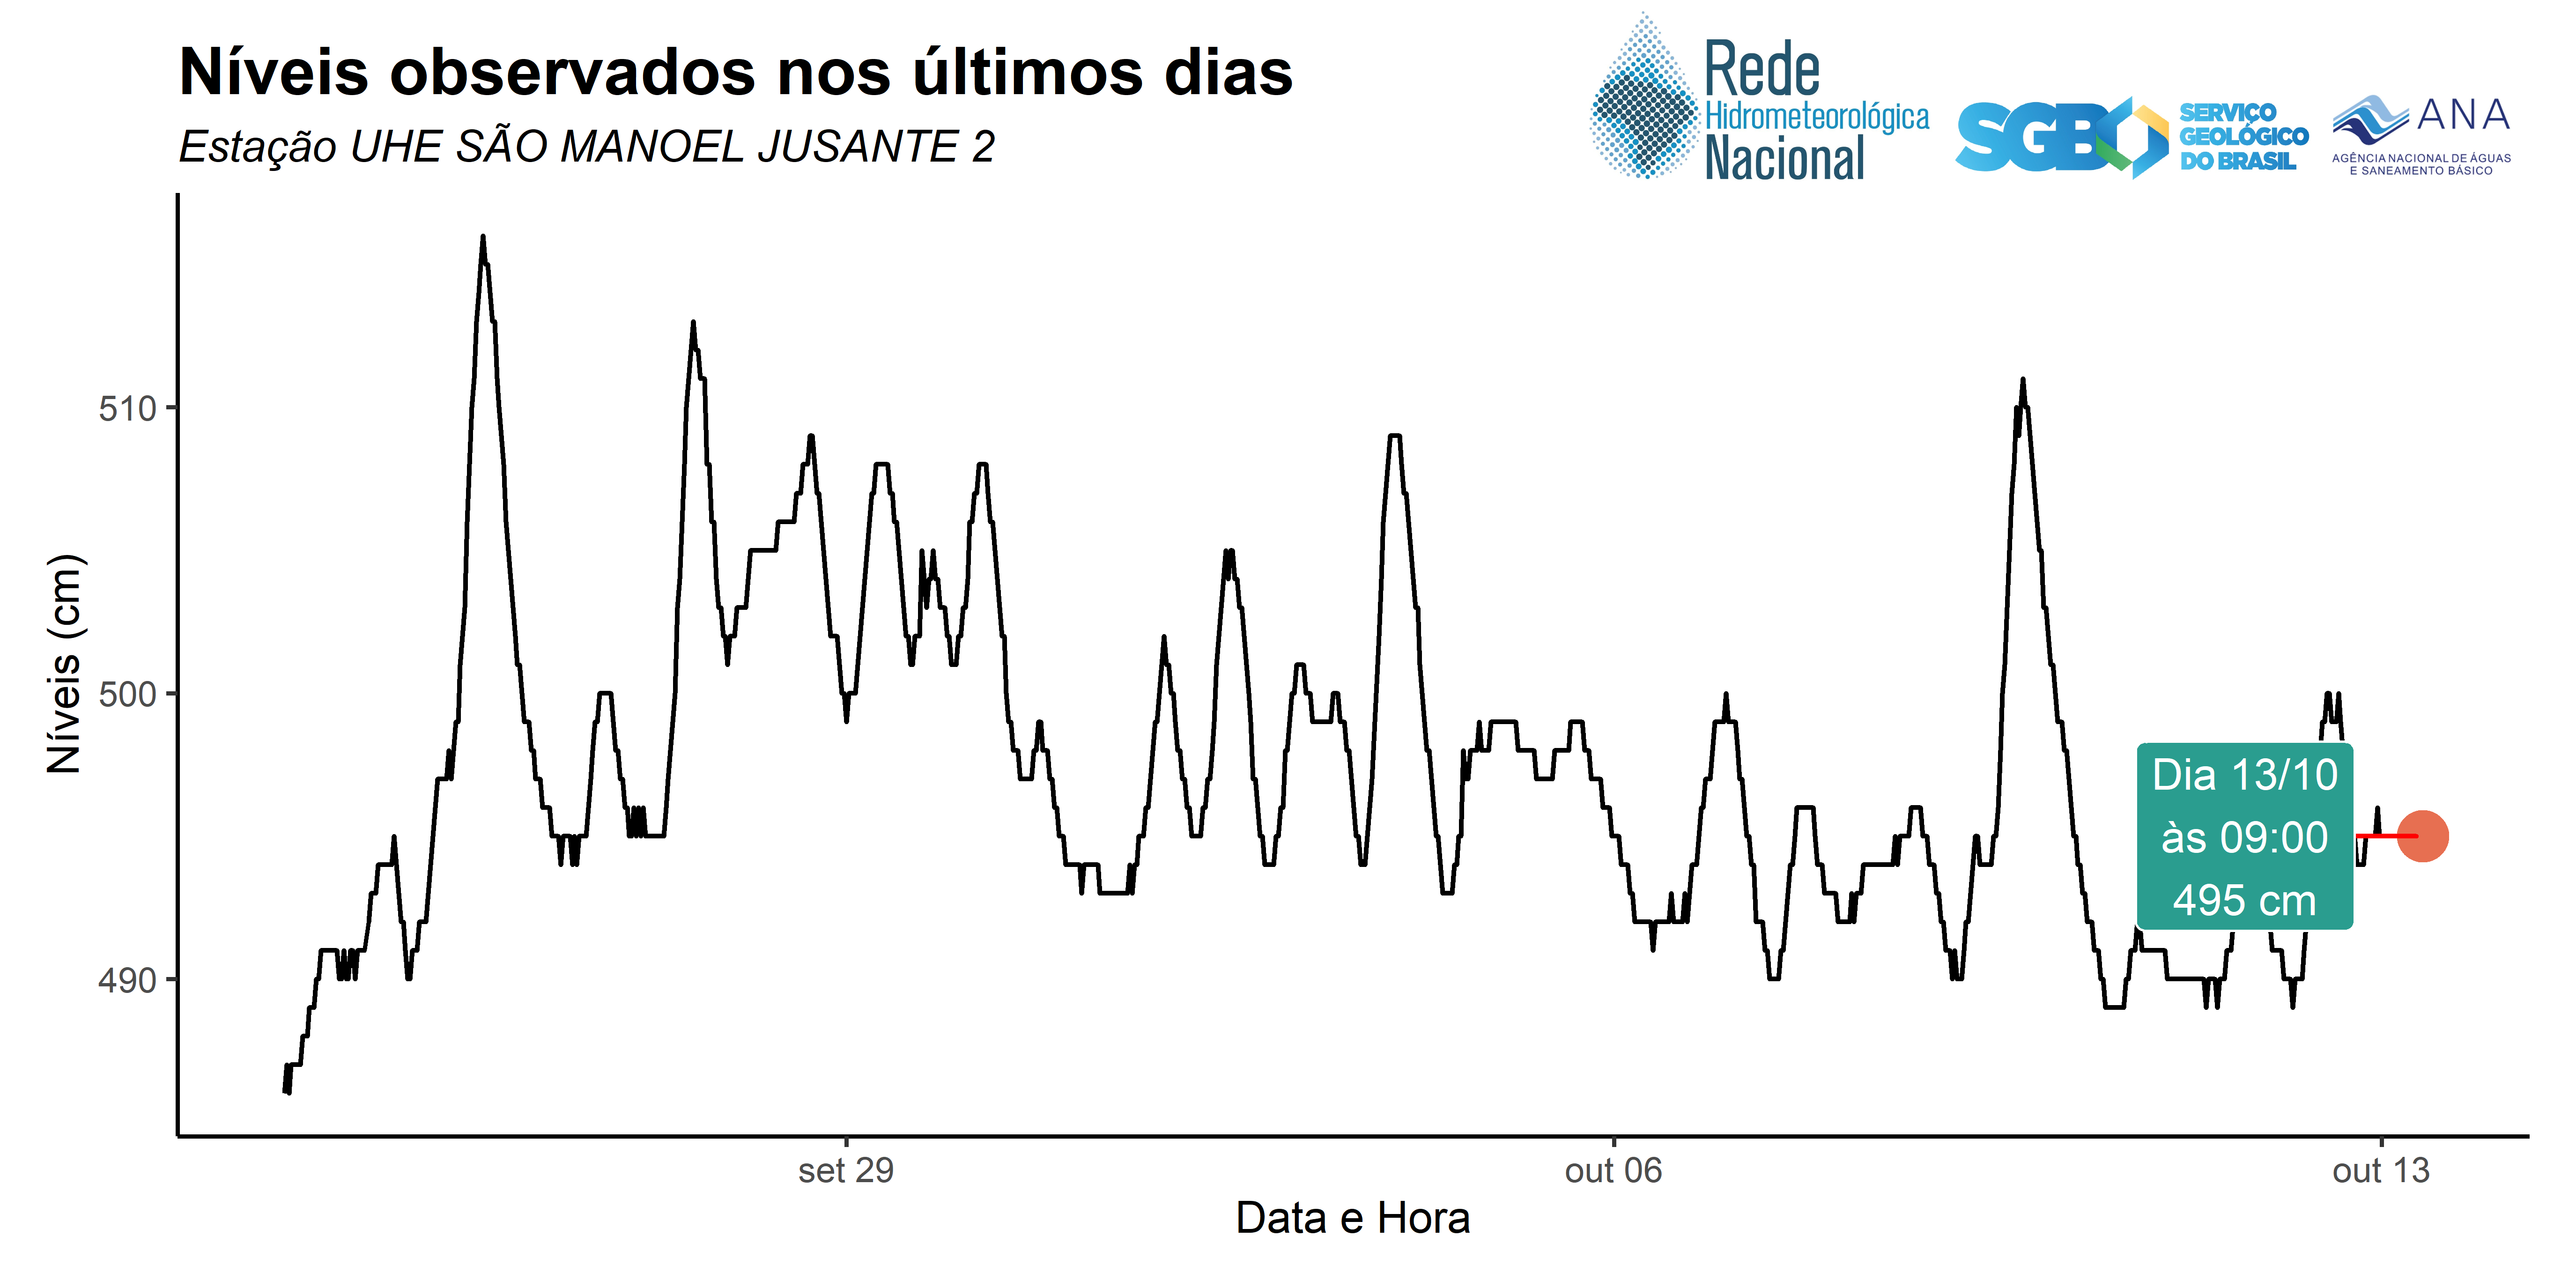 Níveis observados nos últimos dias
Estação UHE SÃO MANOEL JUSANTE 2
Rede
Hidrometeorológica
Nacional
SGB
SERVIÇO
GEOLÓGICO
DO BRASIL
ANA
AGÊNCIA NACIONAL DE ÁGUAS
E SANEAMENTO BÁSICO
Níveis (cm)
510
500
490
Dia 13/10
às 09:00
495 cm
set 29
out 06
out 13
Data e Hora